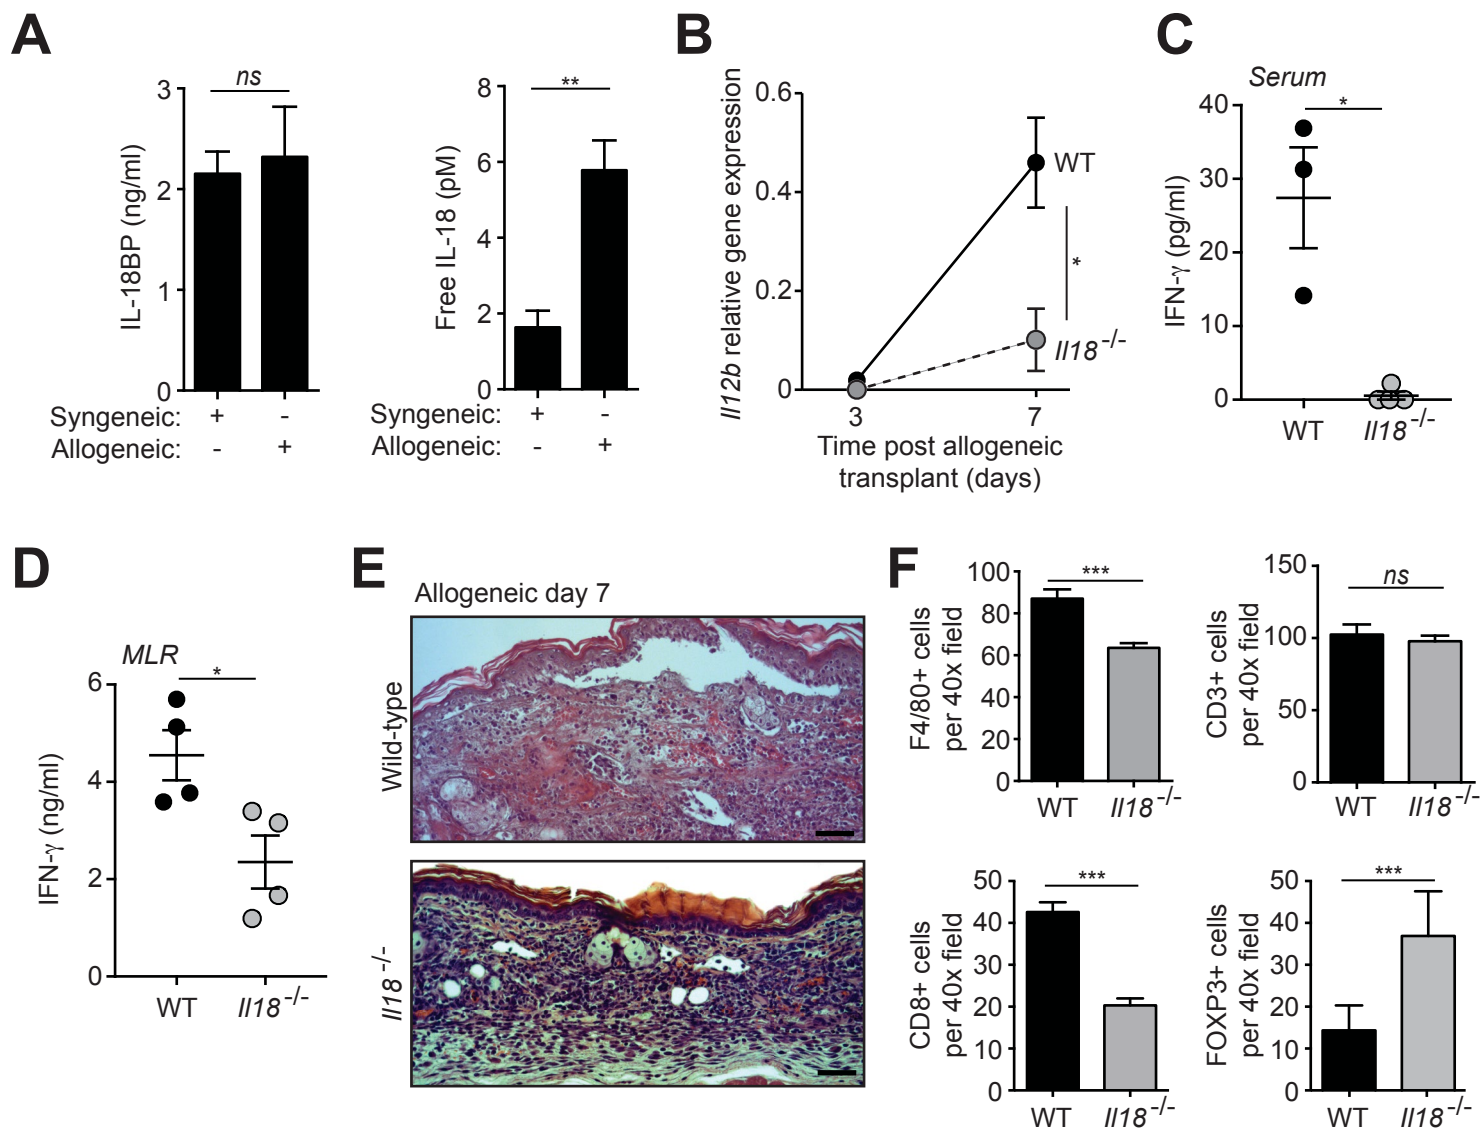 A
ns
3
2
1
0
IL-18BP (ng/ml)
Syngeneic: + -
Allogeneic: - +
**
8
6
4
2
0
Free IL-18 (pM)
Syngeneic: + -
Allogeneic: - +
B
0.6
0.4
0.2
0
Il12b relative gene expression
WT
*
Il18-/-
3 7
Time post allogeneic
transplant (days)
C
Serum
*
40
30
20
10
0
IFN-γ (pg/ml)
WT Il18-/-
D
MLR
*
6
4
2
0
IFN-γ (ng/ml)
WT Il18-/-
E
Allogeneic day 7
Wild-type
Il18-/-
F
***
100
80
60
40
20
0
F4/80+ cells
per 40x field
WT Il18-/-
ns
150
100
50
0
CD3+ cells
per 40x field
WT Il18-/-
***
50
40
30
20
10
0
CD8+ cells
per 40x field
WT Il18-/-
***
50
40
30
20
10
0
FOXP3+ cells
per 40x field
WT Il18-/-